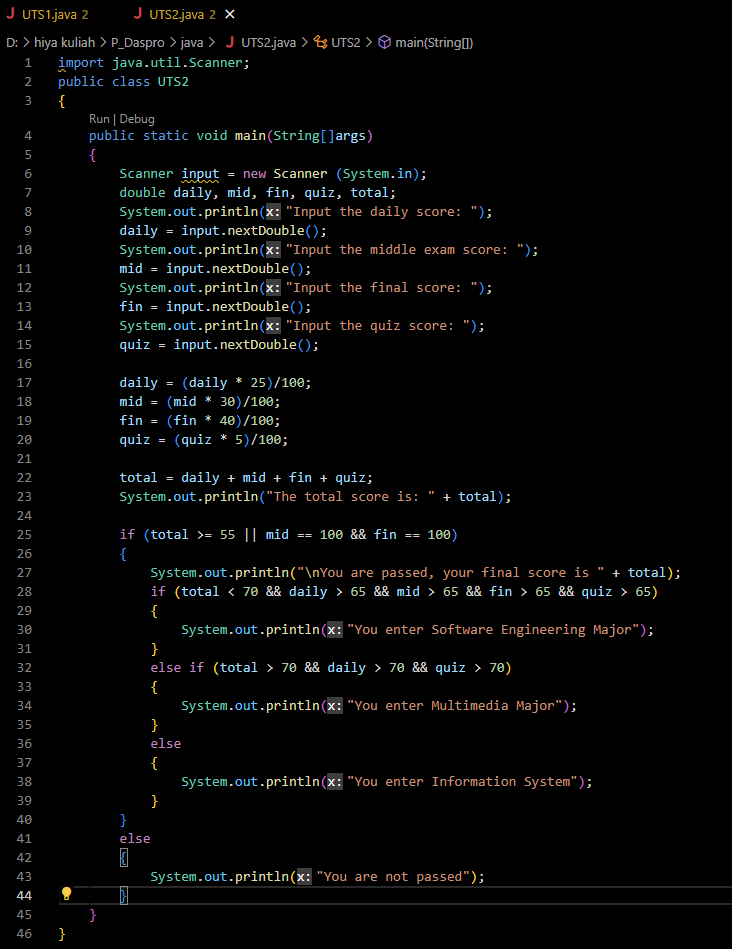 J UTS1.java 2 J UTS2.java 2 ✕
D: > hiya kuliah > P_Daspro > java > J UTS2.java > UTS2 > main(String[])
1 import java.util.Scanner;
2 public class UTS2
3 {
Run | Debug
4 public static void main(String[]args)
5 {
6 Scanner input = new Scanner (System.in);
7 double daily, mid, fin, quiz, total;
8 System.out.println(x: "Input the daily score: ");
9 daily = input.nextDouble();
10 System.out.println(x: "Input the middle exam score: ");
11 mid = input.nextDouble();
12 System.out.println(x: "Input the final score: ");
13 fin = input.nextDouble();
14 System.out.println(x: "Input the quiz score: ");
15 quiz = input.nextDouble();
16
17 daily = (daily * 25)/100;
18 mid = (mid * 30)/100;
19 fin = (fin * 40)/100;
20 quiz = (quiz * 5)/100;
21
22 total = daily + mid + fin + quiz;
23 System.out.println("The total score is: " + total);
24
25 if (total >= 55 || mid == 100 && fin == 100)
26 {
27 System.out.println("\nYou are passed, your final score is " + total);
28 if (total < 70 && daily > 65 && mid > 65 && fin > 65 && quiz > 65)
29 {
30 System.out.println(x: "You enter Software Engineering Major");
31 }
32 else if (total > 70 && daily > 70 && quiz > 70)
33 {
34 System.out.println(x: "You enter Multimedia Major");
35 }
36 else
37 {
38 System.out.println(x: "You enter Information System");
39 }
40 }
41 else
42 {
43 System.out.println(x: "You are not passed");
44 }
45 }
46 }